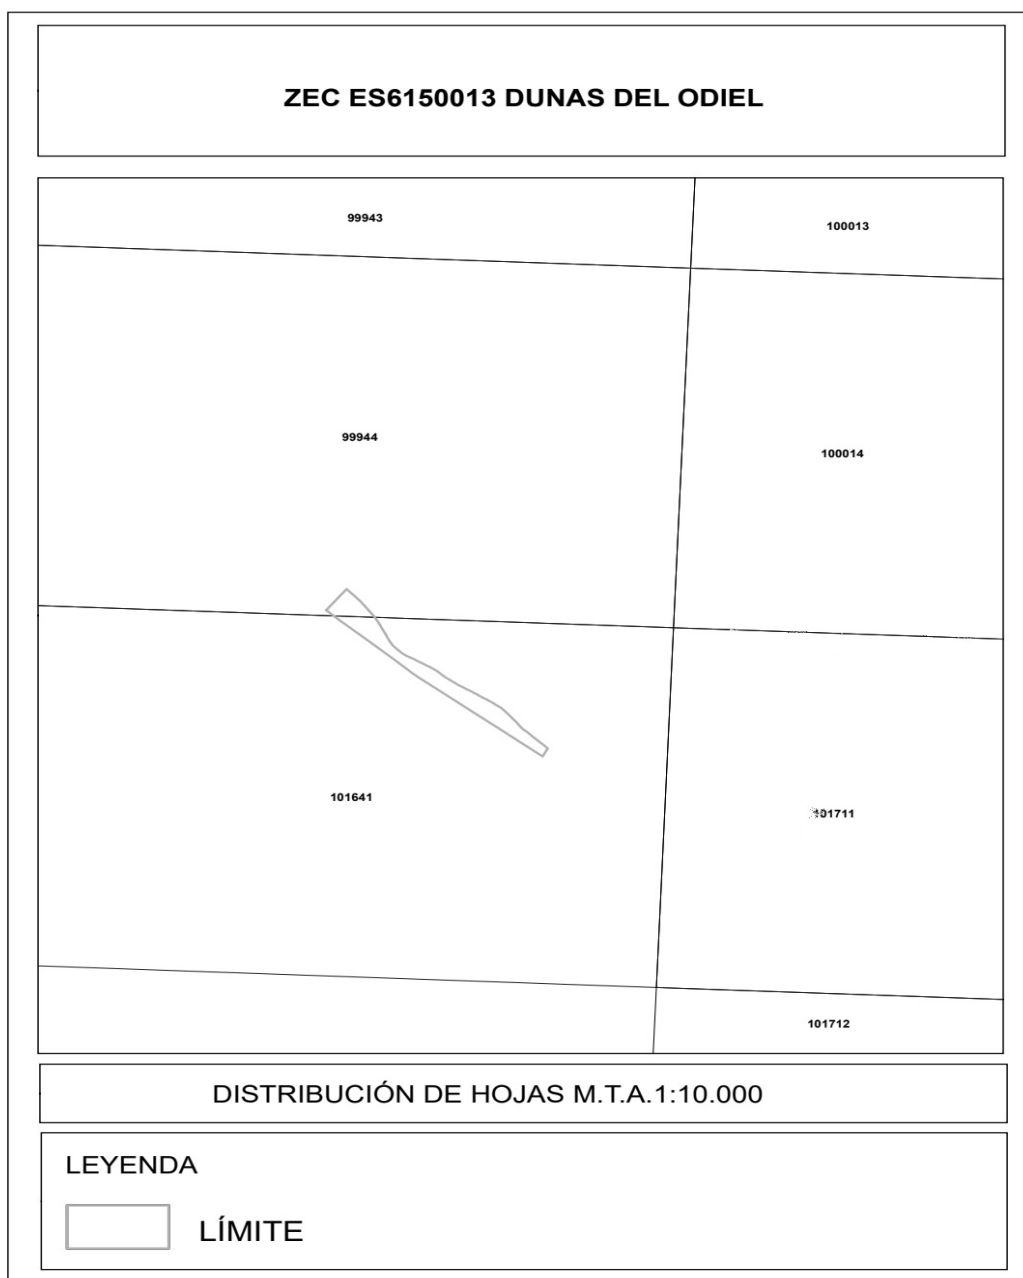 ZEC ES6150013 DUNAS DEL ODIEL
99943
100013
99944
100014
101641
101711
101712
DISTRIBUCIÓN DE HOJAS M.T.A.1:10.000
LEYENDA
LÍMITE